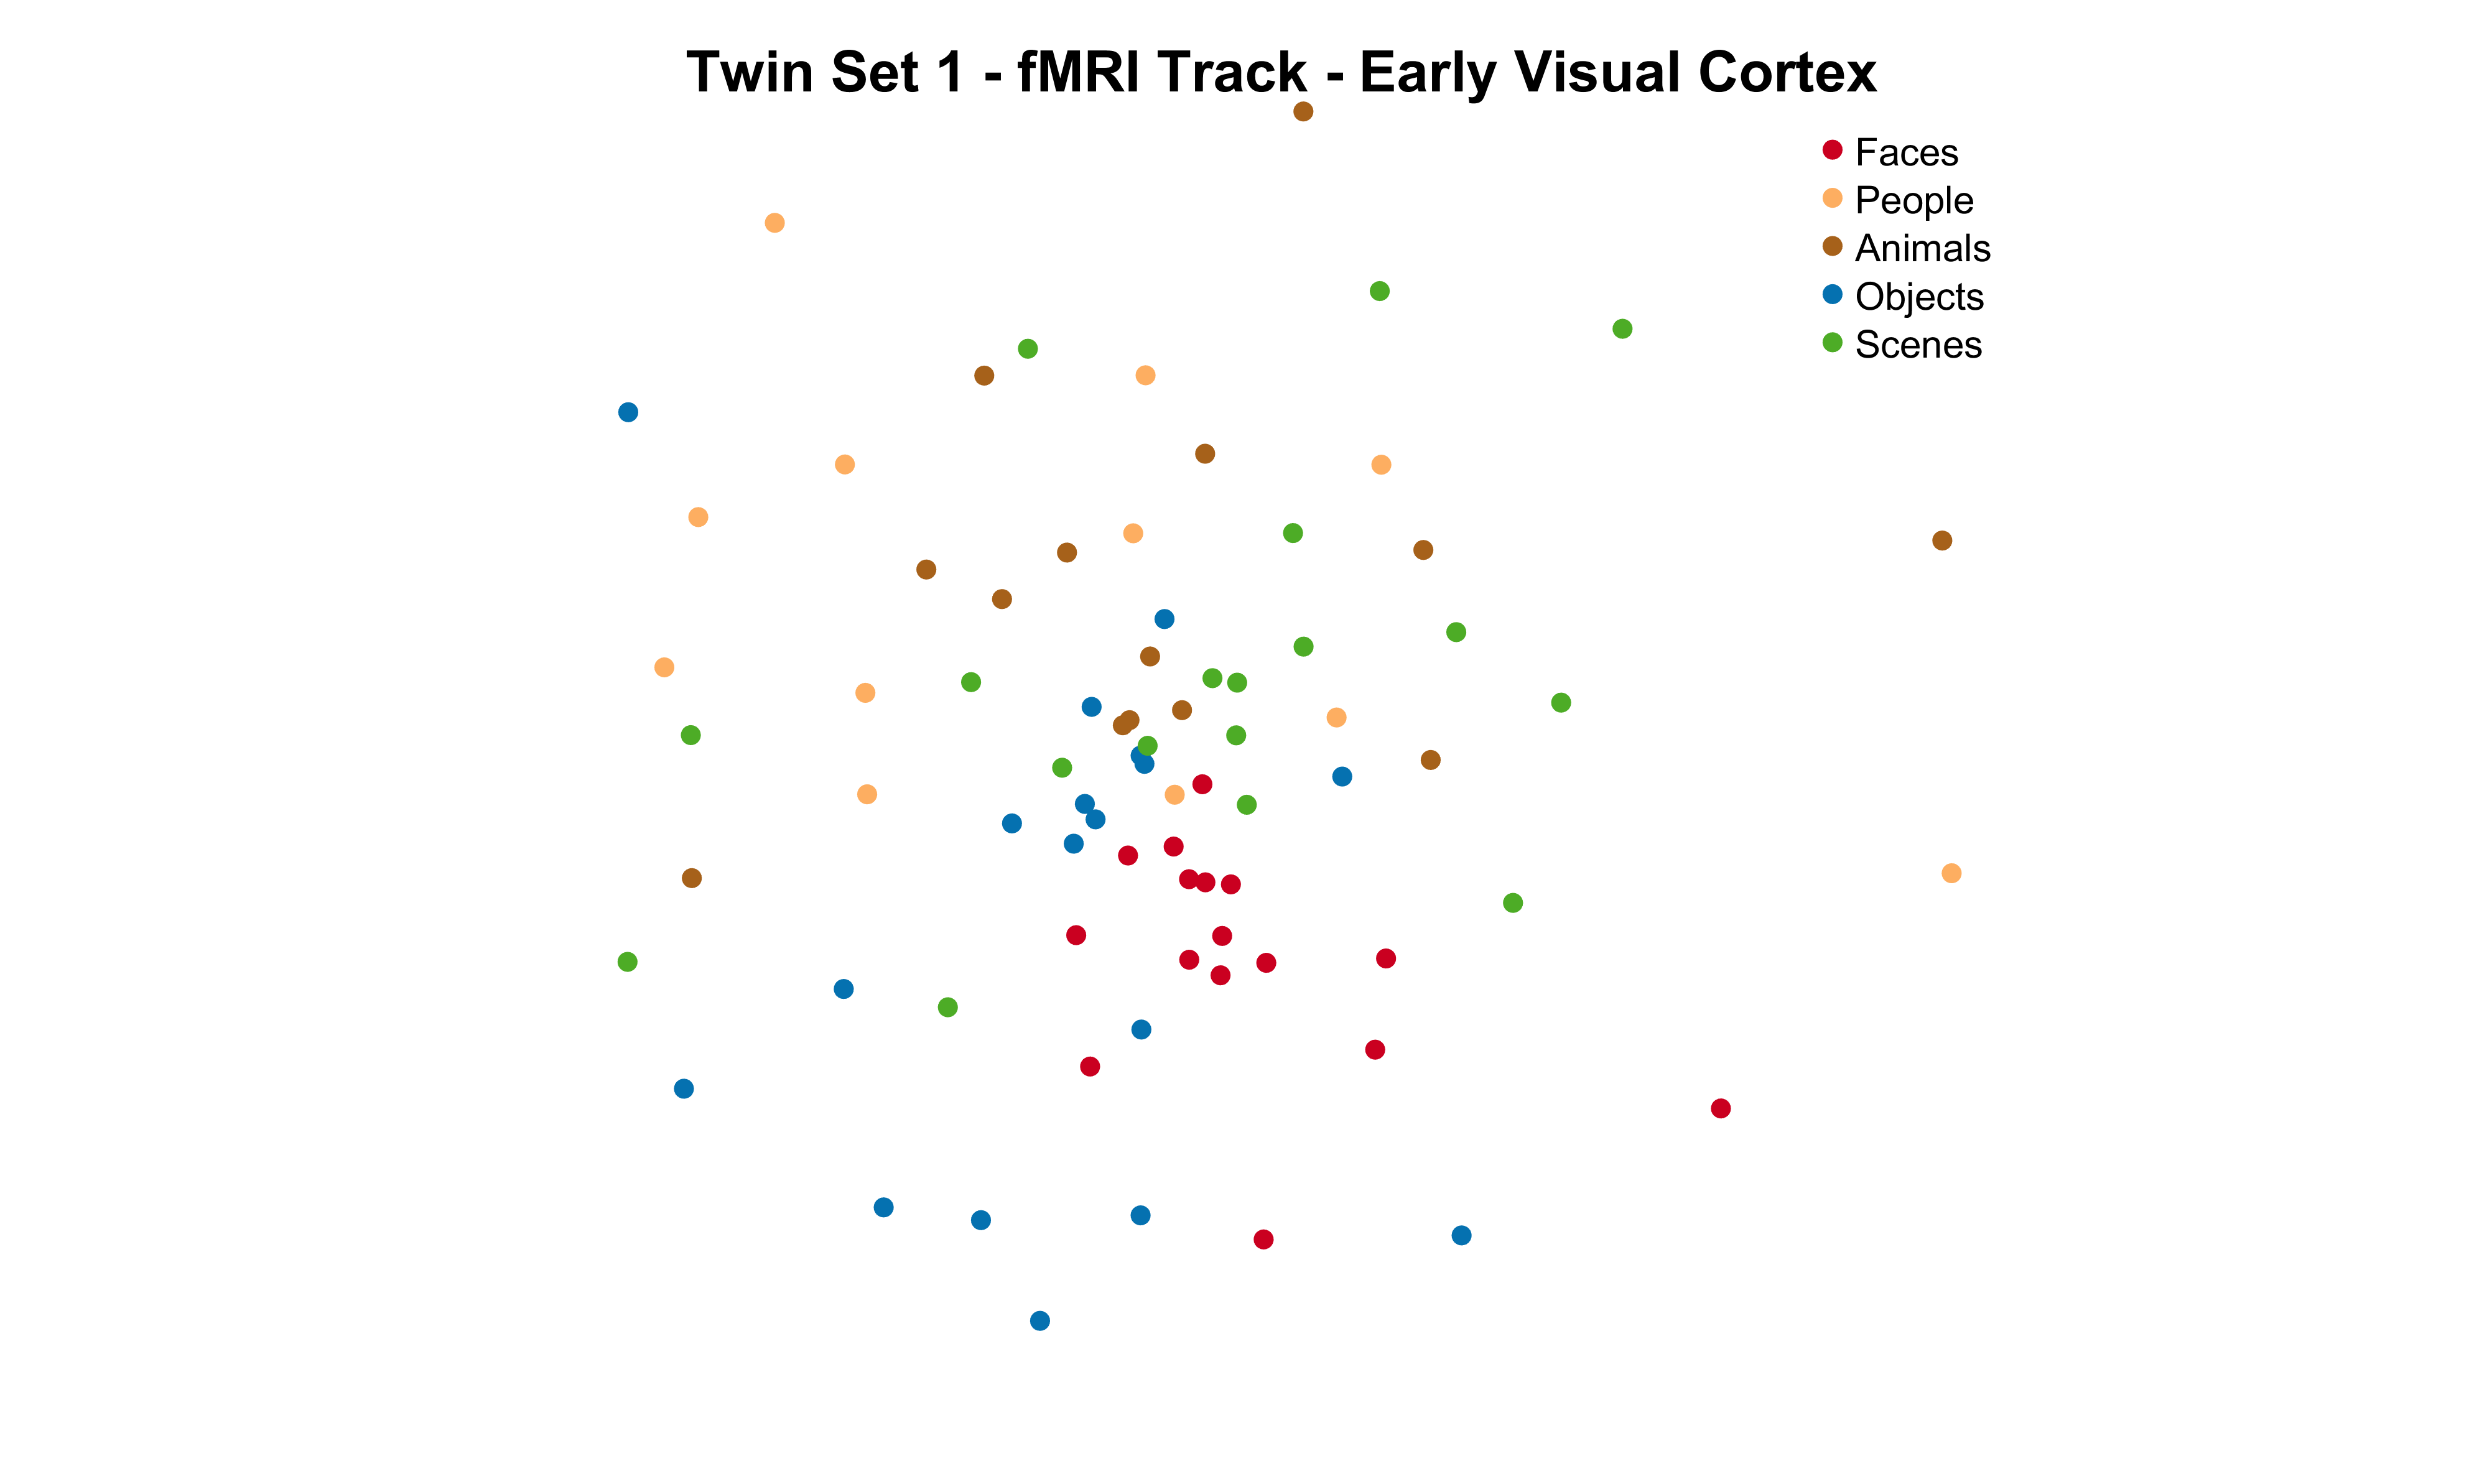 Twin Set 1 - fMRI Track - Early Visual Cortex
Faces
People
Animals
Objects
Scenes